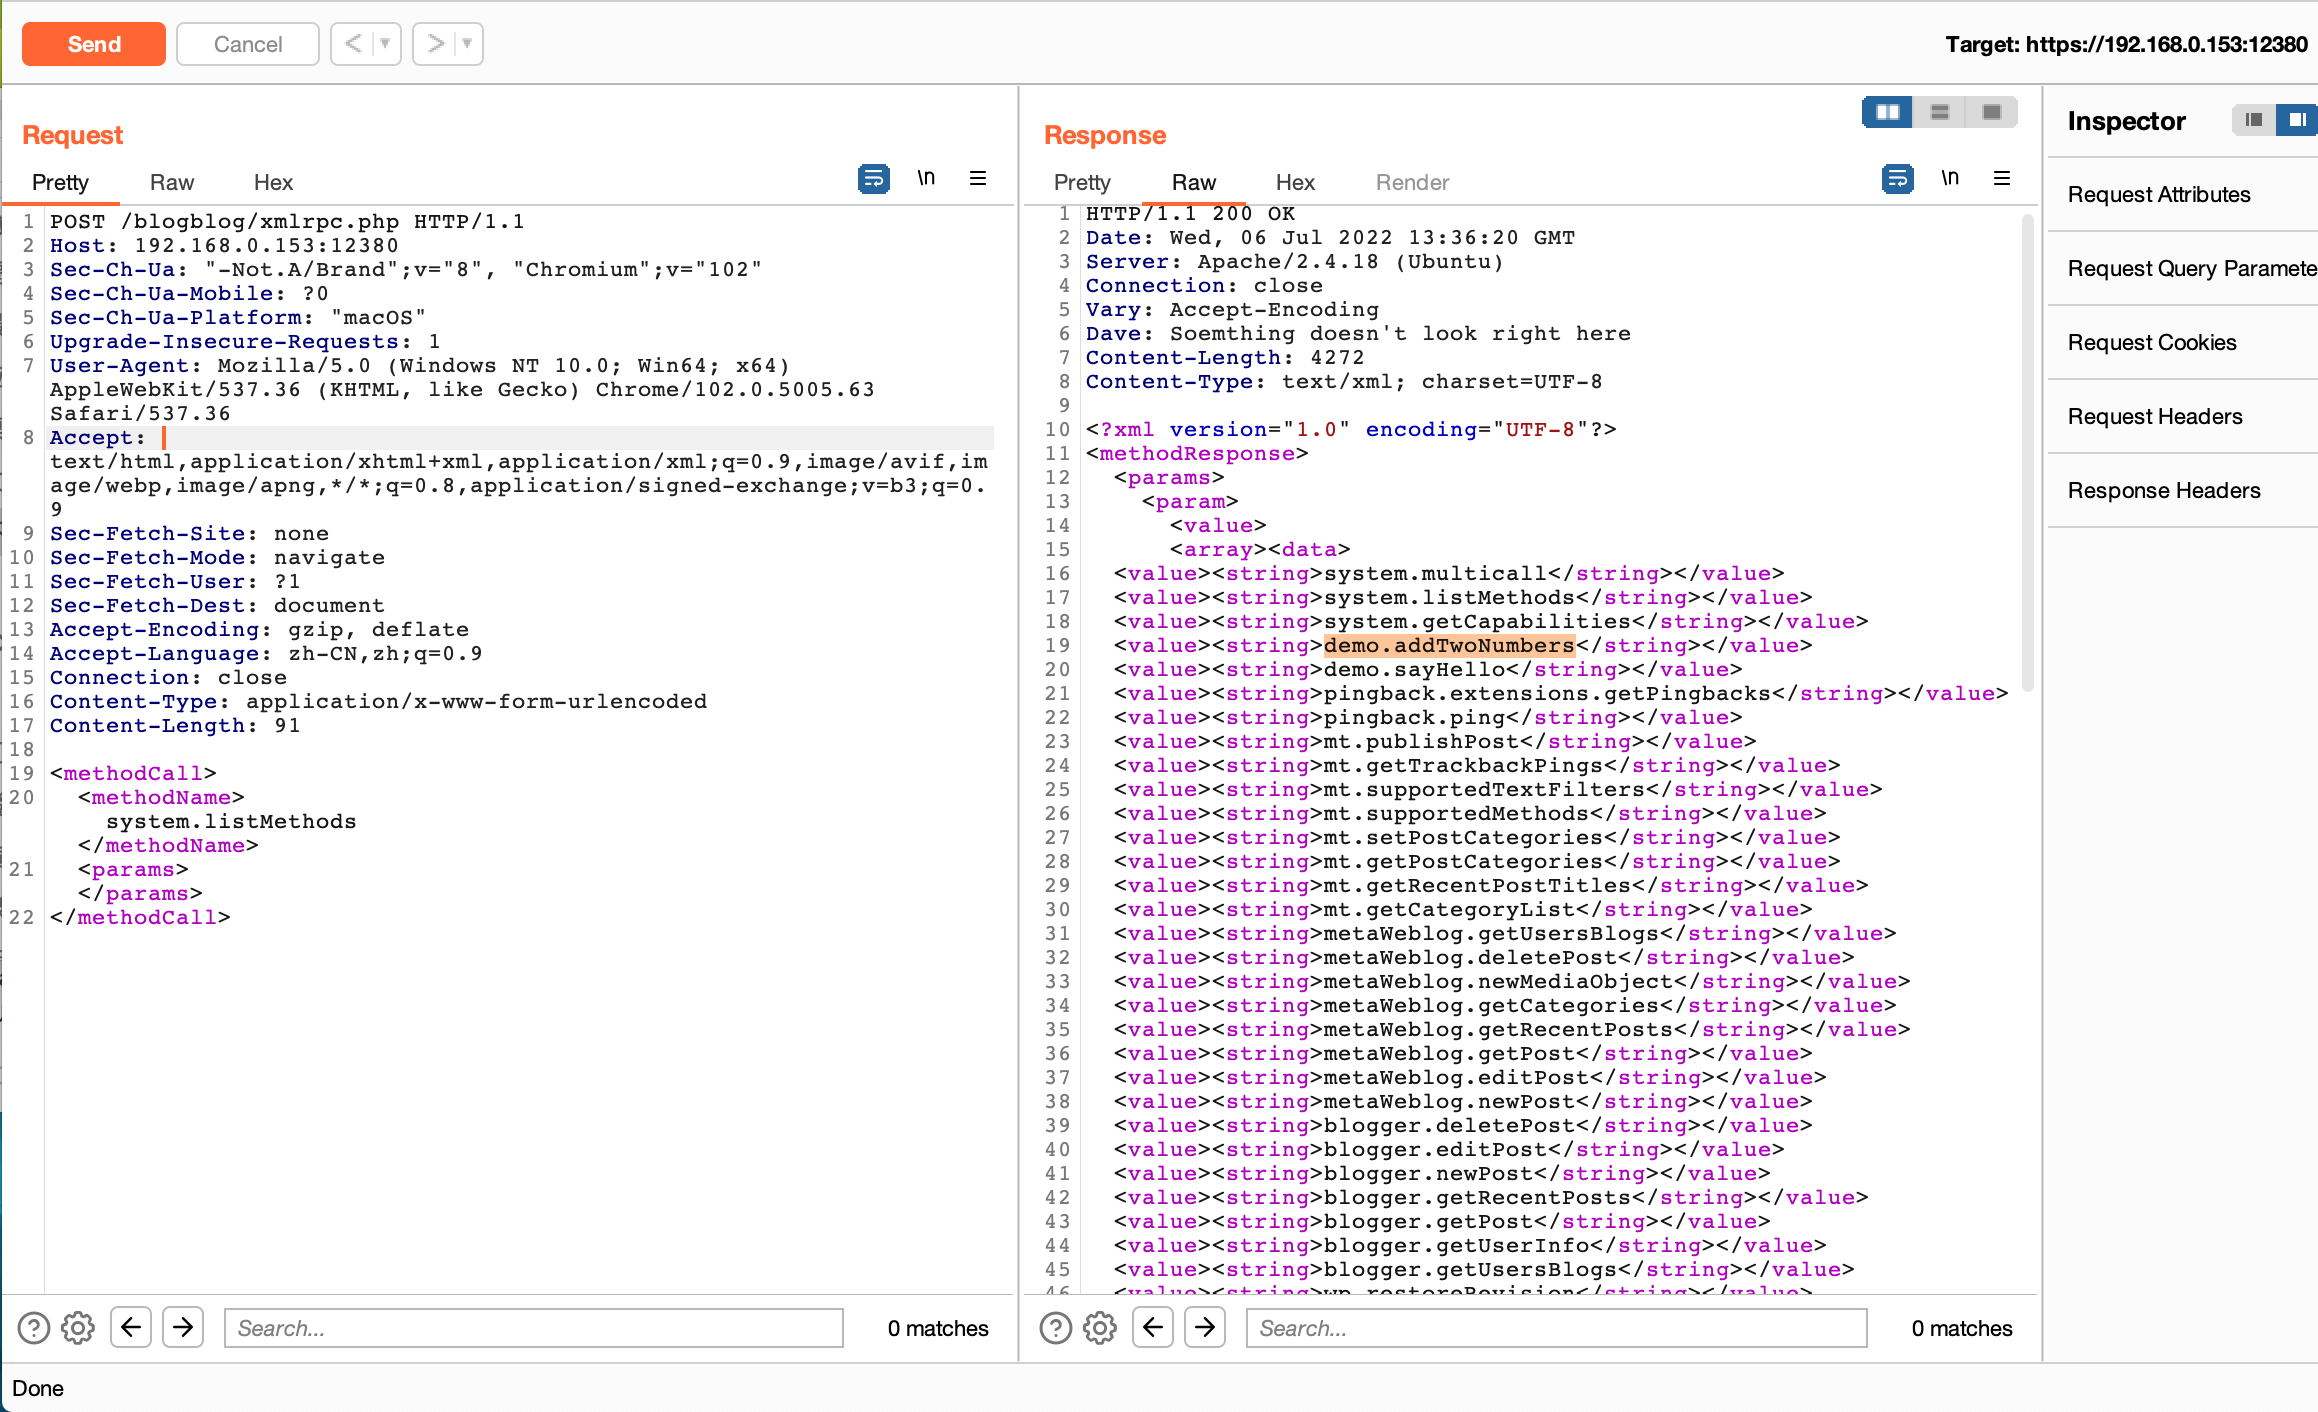 Send
Cancel
Target: https://192.168.0.153:12380
Request
Pretty
Raw
Hex
\n
1 POST /blogblog/xmlrpc.php HTTP/1.1
2 Host: 192.168.0.153:12380
3 Sec-Ch-Ua: "-Not.A/Brand";v="8", "Chromium";v="102"
4 Sec-Ch-Ua-Mobile: ?0
5 Sec-Ch-Ua-Platform: "macOS"
6 Upgrade-Insecure-Requests: 1
7 User-Agent: Mozilla/5.0 (Windows NT 10.0; Win64; x64)
AppleWebKit/537.36 (KHTML, like Gecko) Chrome/102.0.5005.63
Safari/537.36
8 Accept:
text/html,application/xhtml+xml,application/xml;q=0.9,image/avif,im
age/webp,image/apng,*/*;q=0.8,application/signed-exchange;v=b3;q=0.
9
9 Sec-Fetch-Site: none
10 Sec-Fetch-Mode: navigate
11 Sec-Fetch-User: ?1
12 Sec-Fetch-Dest: document
13 Accept-Encoding: gzip, deflate
14 Accept-Language: zh-CN,zh;q=0.9
15 Connection: close
16 Content-Type: application/x-www-form-urlencoded
17 Content-Length: 91
18
19 <methodCall>
20 <methodName>
system.listMethods
</methodName>
21 <params>
</params>
22 </methodCall>
Search...
0 matches
Response
Pretty
Raw
Hex
Render
\n
1 HTTP/1.1 200 OK
2 Date: Wed, 06 Jul 2022 13:36:20 GMT
3 Server: Apache/2.4.18 (Ubuntu)
4 Connection: close
5 Vary: Accept-Encoding
6 Dave: Soemthing doesn't look right here
7 Content-Length: 4272
8 Content-Type: text/xml; charset=UTF-8
9
10 <?xml version="1.0" encoding="UTF-8"?>
11 <methodResponse>
12 <params>
13 <param>
14 <value>
15 <array><data>
16 <value><string>system.multicall</string></value>
17 <value><string>system.listMethods</string></value>
18 <value><string>system.getCapabilities</string></value>
19 <value><string>demo.addTwoNumbers</string></value>
20 <value><string>demo.sayHello</string></value>
21 <value><string>pingback.extensions.getPingbacks</string></value>
22 <value><string>pingback.ping</string></value>
23 <value><string>mt.publishPost</string></value>
24 <value><string>mt.getTrackbackPings</string></value>
25 <value><string>mt.supportedTextFilters</string></value>
26 <value><string>mt.supportedMethods</string></value>
27 <value><string>mt.setPostCategories</string></value>
28 <value><string>mt.getPostCategories</string></value>
29 <value><string>mt.getRecentPostTitles</string></value>
30 <value><string>mt.getCategoryList</string></value>
31 <value><string>metaWeblog.getUsersBlogs</string></value>
32 <value><string>metaWeblog.deletePost</string></value>
33 <value><string>metaWeblog.newMediaObject</string></value>
34 <value><string>metaWeblog.getCategories</string></value>
35 <value><string>metaWeblog.getRecentPosts</string></value>
36 <value><string>metaWeblog.getPost</string></value>
37 <value><string>metaWeblog.editPost</string></value>
38 <value><string>metaWeblog.newPost</string></value>
39 <value><string>blogger.deletePost</string></value>
40 <value><string>blogger.editPost</string></value>
41 <value><string>blogger.newPost</string></value>
42 <value><string>blogger.getRecentPosts</string></value>
43 <value><string>blogger.getPost</string></value>
44 <value><string>blogger.getUserInfo</string></value>
45 <value><string>blogger.getUsersBlogs</string></value>
46 <value><string>wp.restoreRevision</string></value>
Search...
0 matches
Inspector
Request Attributes
Request Query Paramete
Request Cookies
Request Headers
Response Headers
Done